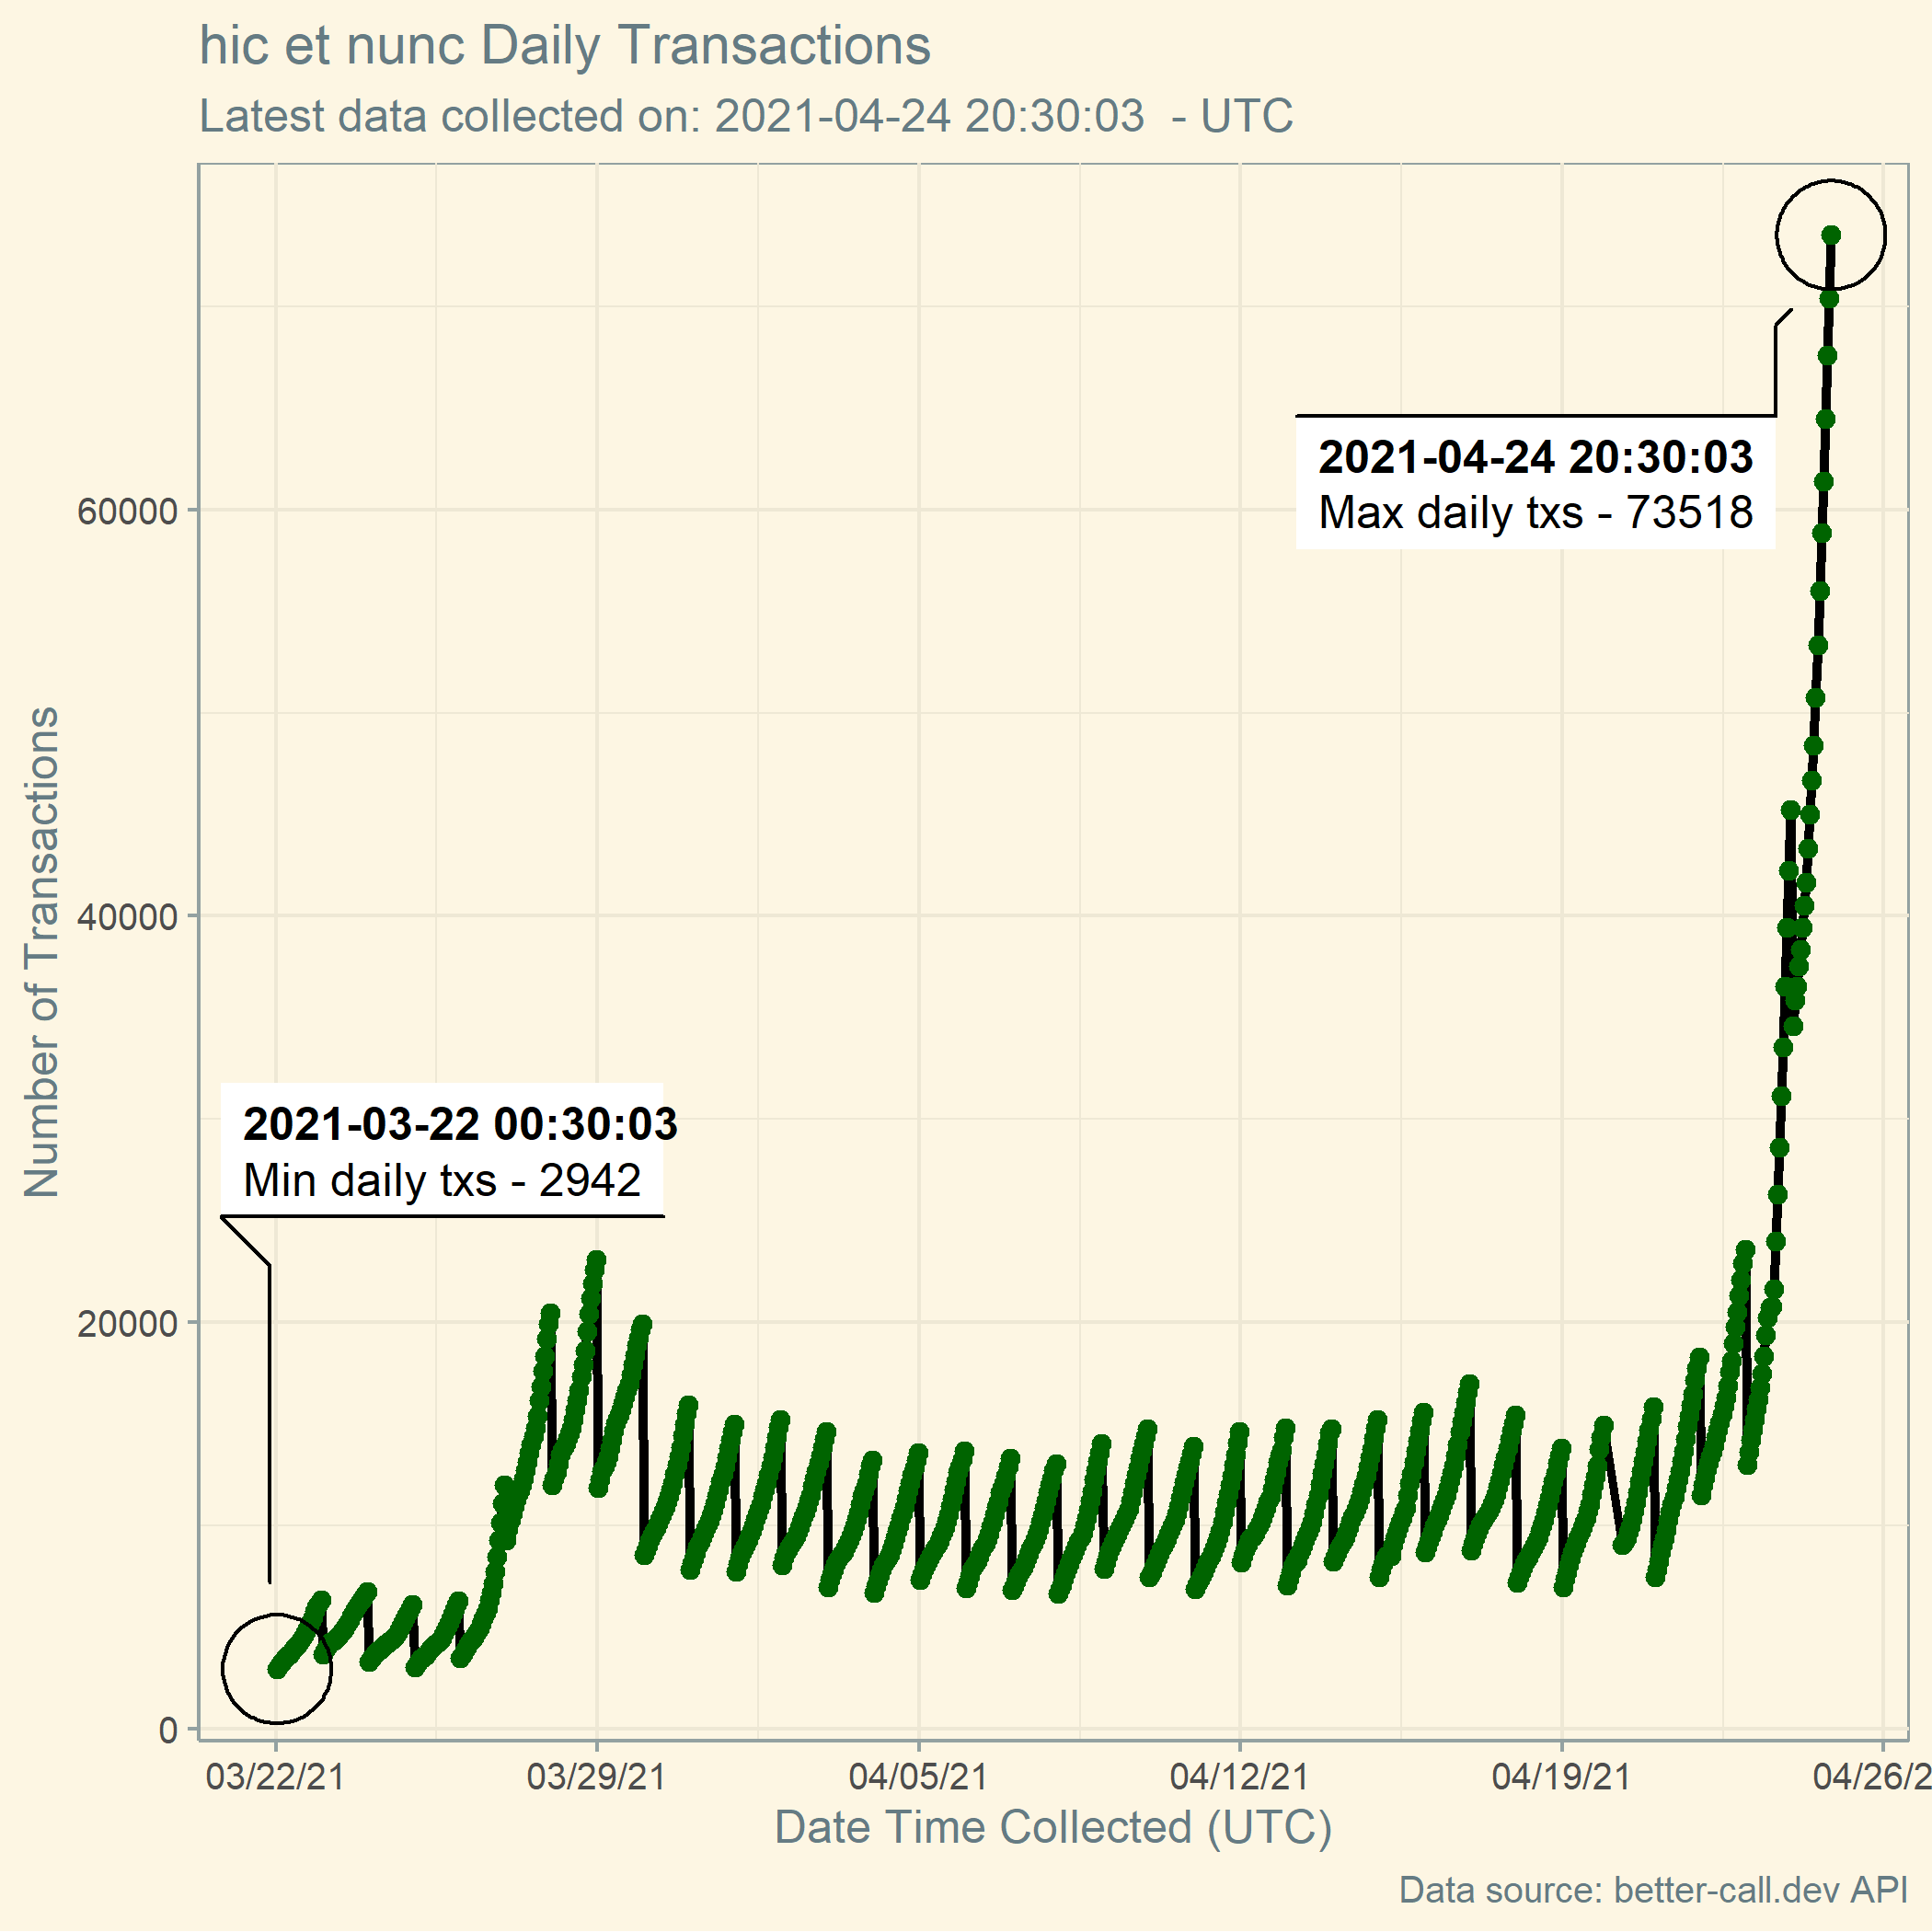 hic et nunc Daily Transactions
Latest data collected on: 2021-04-24 20:30:03  - UTC
Number of Transactions
60000
40000
20000
0
2021-04-24 20:30:03
Max daily txs - 73518
2021-03-22 00:30:03
Min daily txs - 2942
03/22/21
03/29/21
04/05/21
04/12/21
04/19/21
04/26/2
Date Time Collected (UTC)
Data source: better-call.dev API